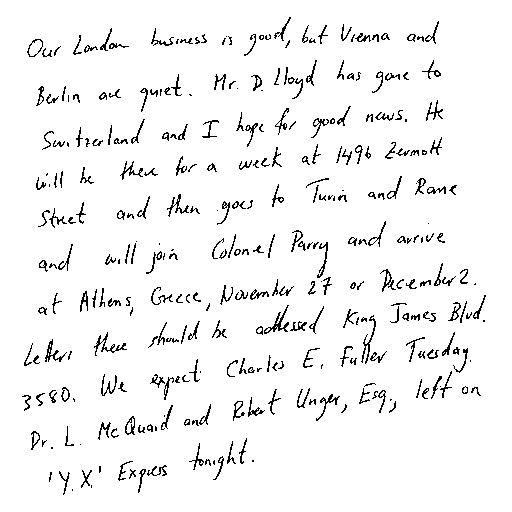 Our London business is good, but Vienna and
Berlin are quiet. Mr. D. Lloyd has gone to
Switzerland and I hope for good news. He
will be there for a week at 1496 Zermott
Street and then goes to Turin and Rome
and will join Colonel Parry and arrive
at Athens, Greece, November 27 or December 2.
Letters there should be addressed King James Blvd.
3580. We expect Charles E. Fuller Tuesday.
Dr. L. McQuaid and Robert Unger, Esq., left on
'Y.X.' Express tonight.